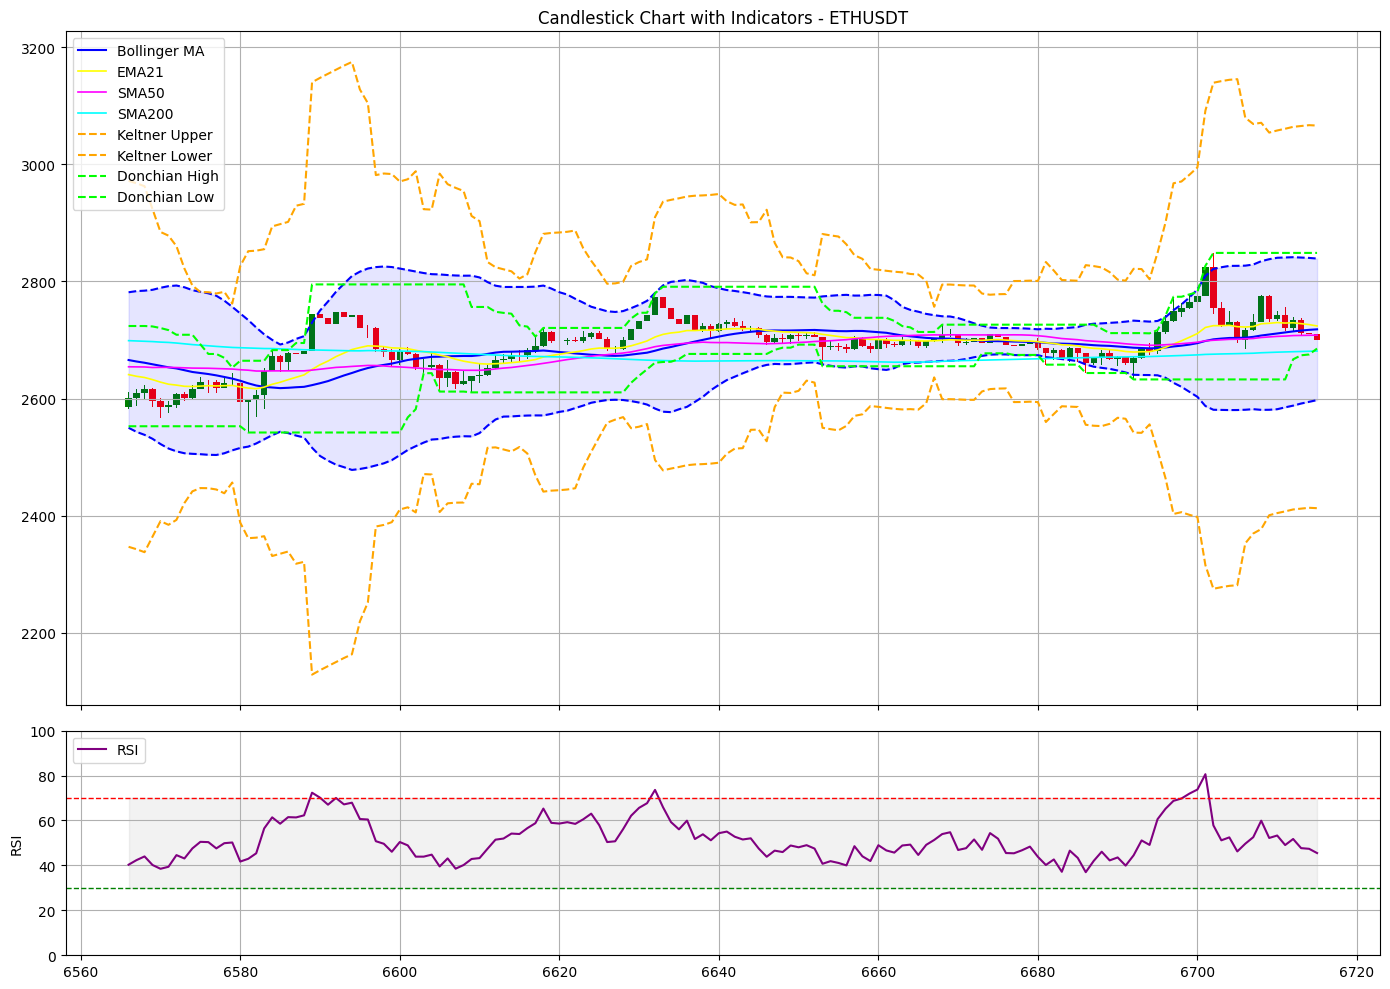 Candlestick Chart with Indicators - ETHUSDT
3200
3000
2800
2600
2400
2200
Bollinger MA
EMA21
SMA50
SMA200
Keltner Upper
Keltner Lower
Donchian High
Donchian Low
100
80
60
40
20
0
RSI
RSI
6560 6580 6600 6620 6640 6660 6680 6700 6720